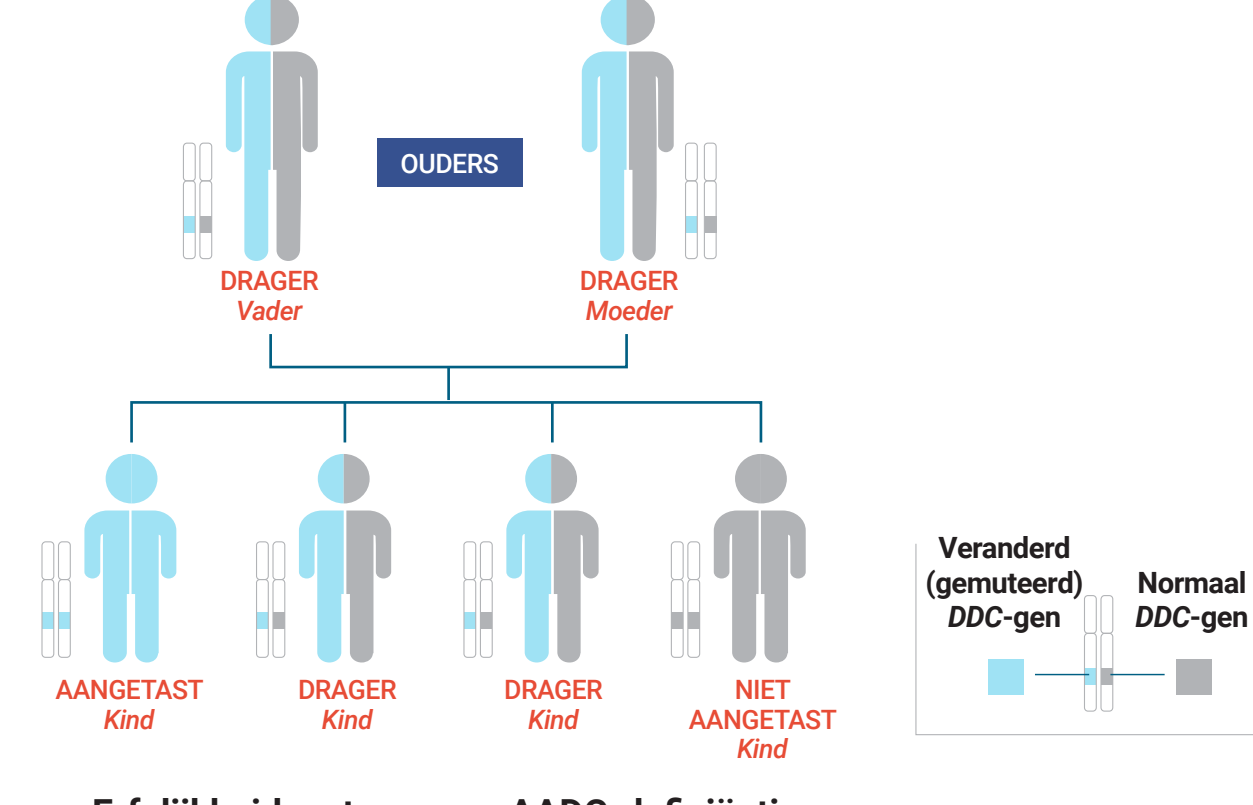 OUDERS
DRAGER
Vader
DRAGER
Moeder
AANGETAST
Kind
DRAGER
Kind
DRAGER
Kind
NIET
AANGETAST
Kind
Veranderd
(gemuteerd)
DDC-gen
Normaal
DDC-gen